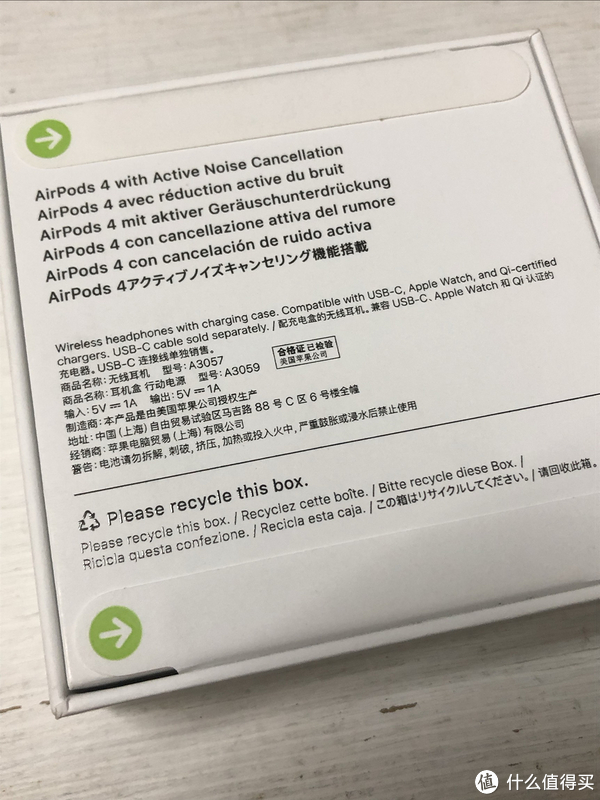 AirPods 4 with Active Noise Cancellation
AirPods 4 avec réduction active du bruit
AirPods 4 mit aktiver Geräuschunterdrückung
AirPods 4 con cancellazione attiva del rumore
AirPods 4 con cancelación de ruido activa
AirPods 4アクティブノイズキャンセリング機能搭載
Wireless headphones with charging case. Compatible with USB-C, Apple Watch, and Qi-certified
chargers. USB-C cable sold separately. / 配充电盒的无线耳机。兼容 USB-C、Apple Watch 和 Qi 认证的
充电器。USB-C 连接线单独销售。
商品名称: 无线耳机 型号: A3057
商品名称: 耳机盒 行动电源 型号: A3059
输入: 5V⎓1A 输出: 5V⎓1A
制造商: 本产品是由美国苹果公司授权生产
地址: 中国 (上海) 自由贸易试验区马吉路 88 号 C 区 6 号楼全幢
经销商: 苹果电脑贸易 (上海) 有限公司
警告: 电池请勿拆解, 刺破, 挤压, 加热或投入火中, 严重鼓胀或浸水后禁止使用
合格证 已检验
美国苹果公司
Please recycle this box.
Please recycle this box. / Recyclez cette boîte. / Bitte recycle diese Box. /
Ricicla questa confezione. / Recicla esta caja. / この箱はリサイクルしてください。/ 请回收此箱。
值 什么值得买